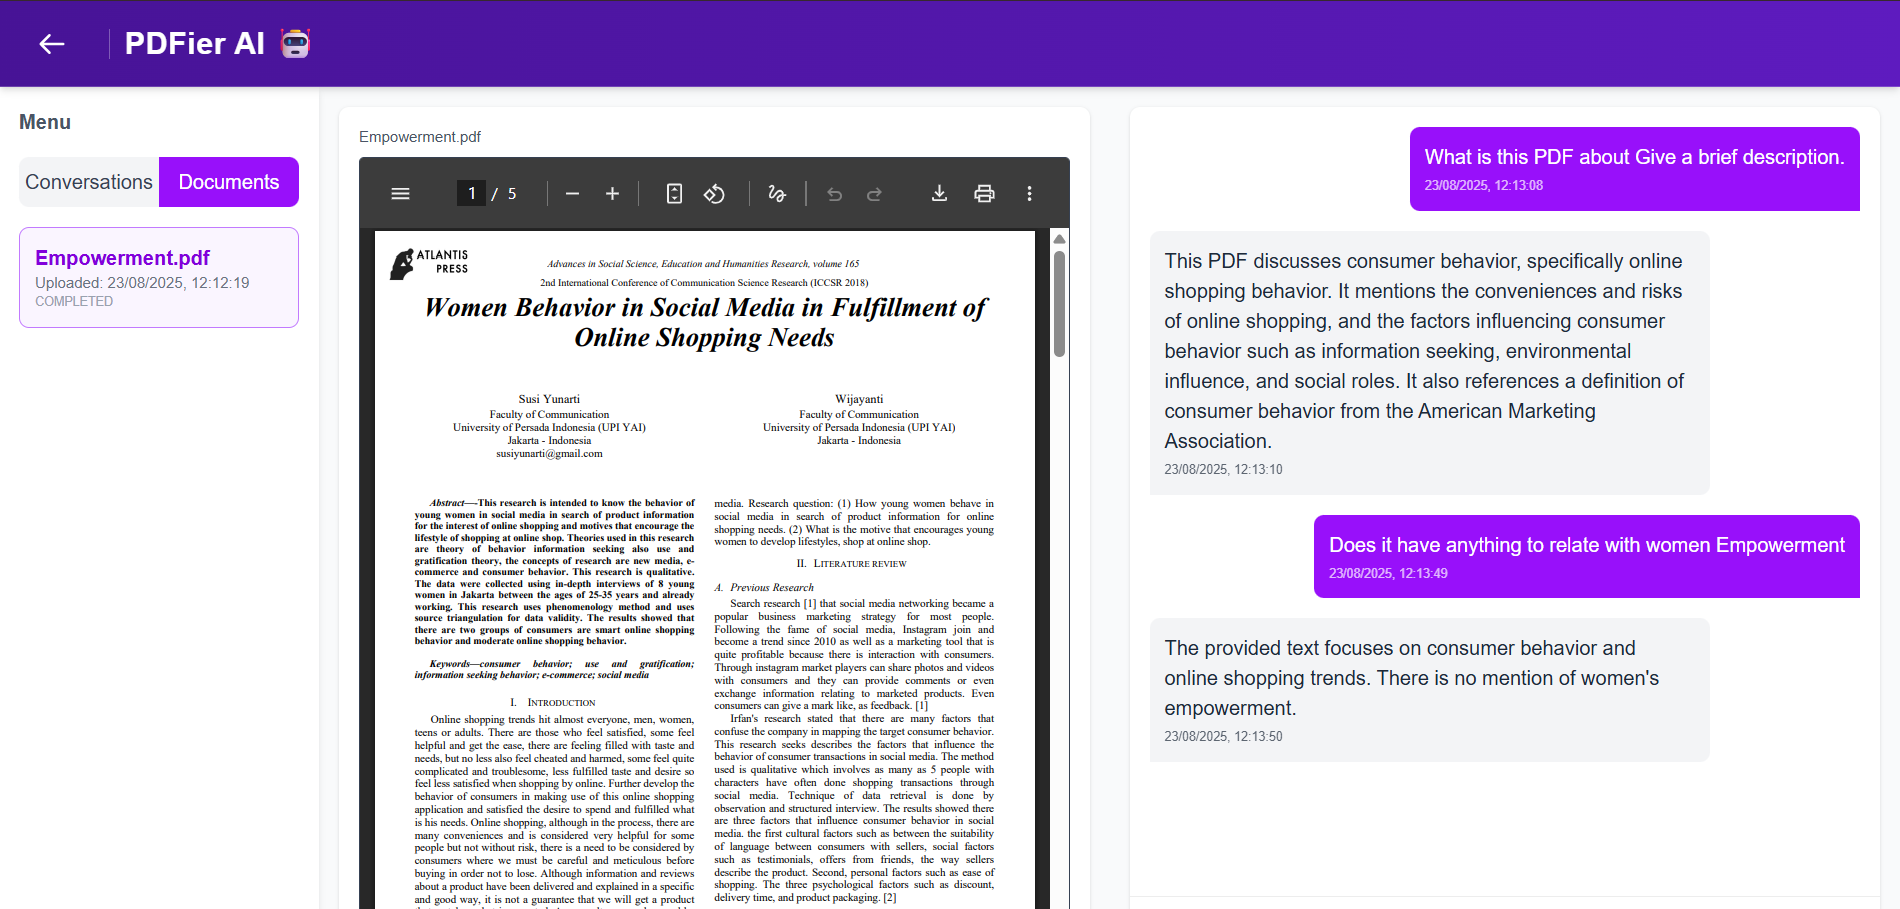 PDFier AI
Menu
Conversations
Documents
Empowerment.pdf
Uploaded: 23/08/2025, 12:12:19
COMPLETED
Empowerment.pdf
1 / 5
ATLANTIS
PRESS
Advances in Social Science, Education and Humanities Research, volume 165
2nd International Conference of Communication Science Research (ICCSR 2018)
Women Behavior in Social Media in Fulfillment of
Online Shopping Needs
Susi Yunarti
Faculty of Communication
University of Persada Indonesia (UPI YAI)
Jakarta - Indonesia
susiyunarti@gmail.com
Wijayanti
Faculty of Communication
University of Persada Indonesia (UPI YAI)
Jakarta - Indonesia
Abstract—This research is intended to know the behavior of
young women in social media in search of product information
for the interest of online shopping and motives that encourage the
lifestyle of shopping at online shop. Theories used in this research
are theory of behavior information seeking also use and
gratification theory, the concepts of research are new media, e-
commerce and consumer behavior. This research is qualitative.
The data were collected using in-depth interviews of 8 young
women in Jakarta between the ages of 25-35 years and already
working. This research uses phenomenology method and uses
source triangulation for data validity. The results showed that
there are two groups of consumers are smart online shopping
behavior and moderate online shopping behavior.
Keywords—consumer behavior; use and gratification;
information seeking behavior; e-commerce; social media
I. INTRODUCTION
Online shopping trends hit almost everyone, men, women,
teens or adults. There are those who feel satisfied, some feel
helpful and get the ease, there are feeling filled with taste and
needs, but no less also feel cheated and harmed, some feel quite
complicated and troublesome, less fulfilled taste and desire so
feel less satisfied when shopping by online. Further develop the
behavior of consumers in making use of this online shopping
application and satisfied the desire to spend and fulfilled what
is his needs. Online shopping, although in the process, there are
many conveniences and is considered very helpful for some
people but not without risk, there is a need to be considered by
consumers where we must be careful and meticulous before
buying in order not to lose. Although information and reviews
about a product have been delivered and explained in a specific
and good way, it is not a guarantee that we will get a product
media. Research question: (1) How young women behave in
social media in search of product information for online
shopping needs. (2) What is the motive that encourages young
women to develop lifestyles, shop at online shop.
II. LITERATURE REVIEW
A. Previous Research
Search research [1] that social media networking became a
popular business marketing strategy for most people.
Following the fame of social media, Instagram join and
become a trend since 2010 as well as a marketing tool that is
quite profitable because there is interaction with consumers.
Through instagram market players can share photos and videos
with consumers and they can provide comments or even
exchange information relating to marketed products. Even
consumers can give a mark like, as feedback. [1]
Irfan's research stated that there are many factors that
confuse the company in mapping the target consumer behavior.
This research seeks describes the factors that influence the
behavior of consumer transactions in social media. The method
used is qualitative which involves as many as 5 people with
characters have often done shopping transactions through
social media. Technique of data retrieval is done by
observation and structured interview. The results showed there
are three factors that influence consumer behavior in social
media. the first cultural factors such as between the suitability
of language between consumers with sellers, social factors
such as testimonials, offers from friends, the way sellers
describe the product. Second, personal factors such as ease of
shopping. The three psychological factors such as discount,
delivery time, and product packaging. [2]
What is this PDF about Give a brief description.
23/08/2025, 12:13:08
This PDF discusses consumer behavior, specifically online
shopping behavior. It mentions the conveniences and risks
of online shopping, and the factors influencing consumer
behavior such as information seeking, environmental
influence, and social roles. It also references a definition of
consumer behavior from the American Marketing
Association.
23/08/2025, 12:13:10
Does it have anything to relate with women Empowerment
23/08/2025, 12:13:49
The provided text focuses on consumer behavior and
online shopping trends. There is no mention of women's
empowerment.
23/08/2025, 12:13:50